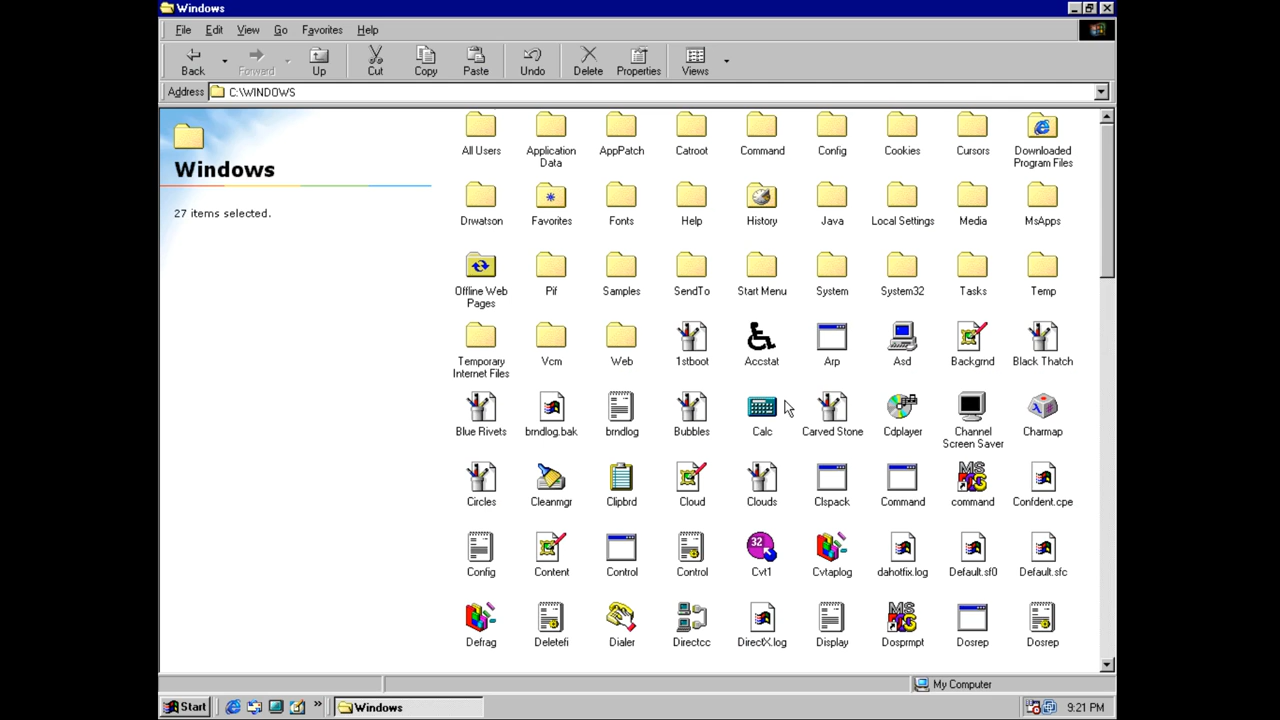 Windows
File Edit View Go Favorites Help
Back Forward Up Cut Copy Paste Undo Delete Properties Views
Address C:\WINDOWS
Windows
27 items selected.
All Users Application Data AppPatch Catroot Command Config Cookies Cursors Downloaded Program Files
Drwatson Favorites Fonts Help History Java Local Settings Media MsApps
Offline Web Pages Pif Samples SendTo Start Menu System System32 Tasks Temp
Temporary Internet Files Vcm Web 1stboot Accstat Arp Asd Backgrnd Black Thatch
Blue Rivets brndlog.bak brndlog Bubbles Calc Carved Stone Cdplayer Channel Screen Saver Charmap
Circles Cleanmgr Clipbrd Cloud Clouds Clspack Command command Confdent.cpe
Config Content Control Control Cvt1 Cvtaplog dahotfix.log Default.sf0 Default.sfc
Defrag Deletefi Dialer Directcc DirectX.log Display Dosprmpt Dosrep Dosrep
My Computer
Start » Windows 9:21 PM